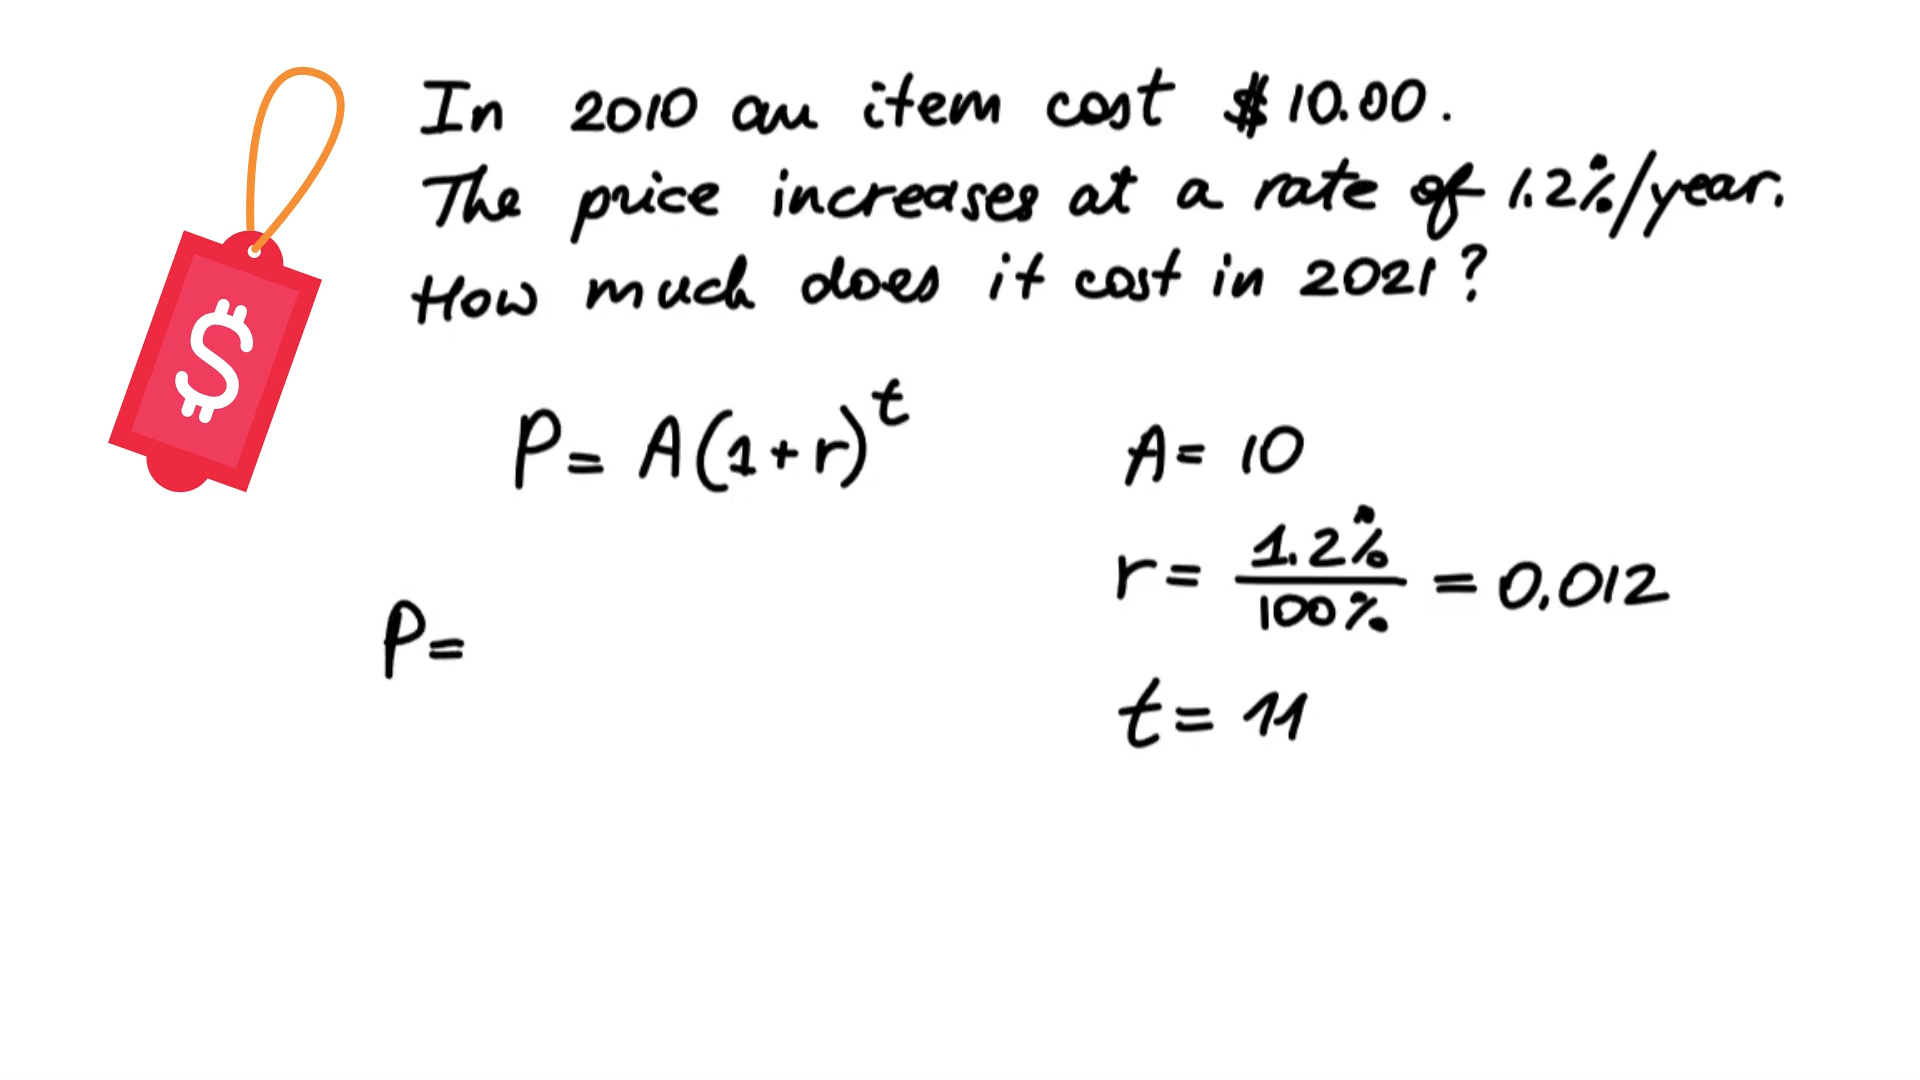 In 2010 an item cost $10.00.
The price increases at a rate of 1.2%/year.
How much does it cost in 2021?
$
P = A(1+r)^t
A = 10
r = 1.2%/100% = 0.012
P =
t = 11